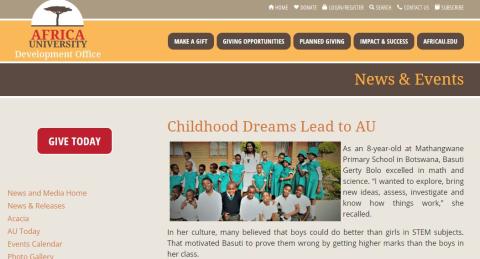 HOME DONATE LOGIN/REGISTER SEARCH CONTACT US SUBSCRIBE
AFRICA
UNIVERSITY
Development Office
MAKE A GIFT GIVING OPPORTUNITIES PLANNED GIVING IMPACT & SUCCESS AFRICAU.EDU
News & Events
GIVE TODAY
News and Media Home
News & Releases
Acacia
AU Today
Events Calendar
Photo Gallery
Childhood Dreams Lead to AU
As an 8-year-old at Mathangwane
Primary School in Botswana, Basuti
Gerty Bolo excelled in math and
science. "I wanted to explore, bring
new ideas, assess, investigate and
know how things work," she
recalled.
In her culture, many believed that boys could do better than girls in STEM subjects.
That motivated Basuti to prove them wrong by getting higher marks than the boys in
her class.